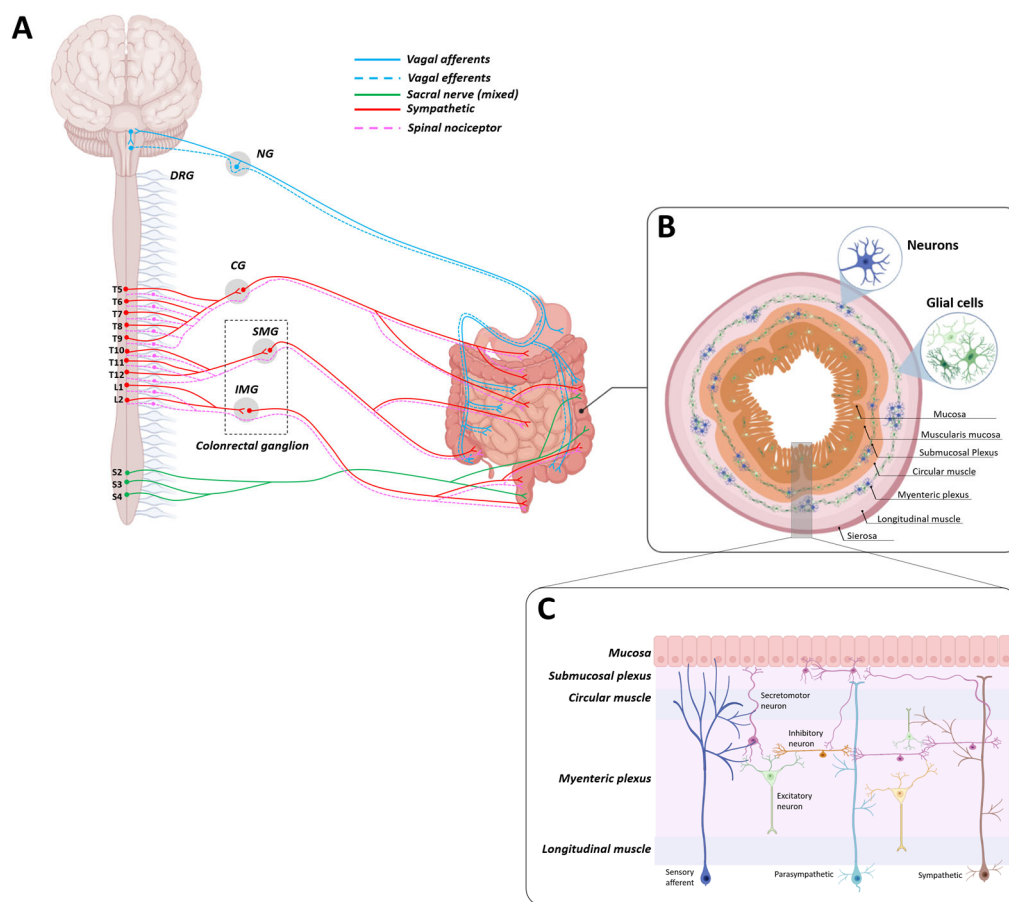 A
Vagal afferents
Vagal efferents
Sacral nerve (mixed)
Sympathetic
Spinal nociceptor
NG
DRG
CG
T5
T6
T7
T8
T9
T10
T11
T12
L1
L2
SMG
IMG
Colonrectal ganglion
S2
S3
S4
B
Neurons
Glial cells
Mucosa
Muscularis mucosa
Submucosal Plexus
Circular muscle
Myenteric plexus
Longitudinal muscle
Sierosa
C
Mucosa
Submucosal plexus
Circular muscle
Secretomotor
neuron
Inhibitory
neuron
Myenteric plexus
Excitatory
neuron
Longitudinal muscle
Sensory
afferent
Parasympathetic
Sympathetic